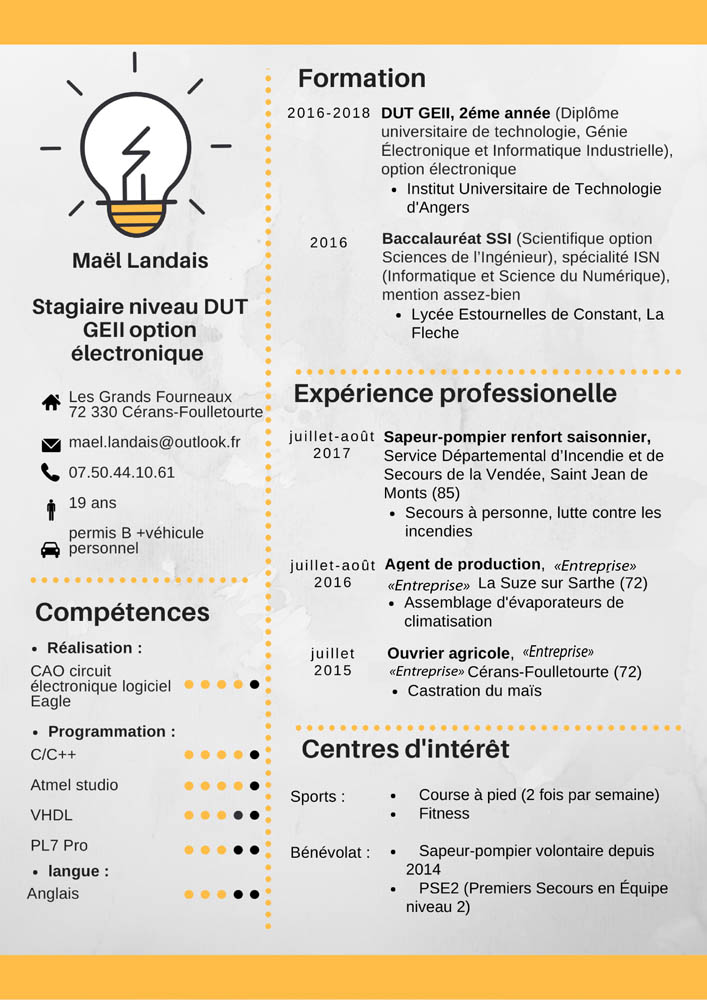 Maël Landais
Stagiaire niveau DUT
GEII option
électronique
Les Grands Fourneaux
72 330 Cérans-Foulletourte
mael.landais@outlook.fr
07.50.44.10.61
19 ans
permis B +véhicule
personnel
Compétences
• Réalisation :
CAO circuit
électronique logiciel
Eagle
• Programmation :
C/C++
Atmel studio
VHDL
PL7 Pro
• langue :
Anglais
Formation
2016-2018 DUT GEII, 2éme année (Diplôme
universitaire de technologie, Génie
Électronique et Informatique Industrielle),
option électronique
• Institut Universitaire de Technologie
d'Angers
2016 Baccalauréat SSI (Scientifique option
Sciences de l'Ingénieur), spécialité ISN
(Informatique et Science du Numérique),
mention assez-bien
• Lycée Estournelles de Constant, La
Fleche
Expérience professionelle
juillet-août Sapeur-pompier renfort saisonnier,
2017 Service Départemental d'Incendie et de
Secours de la Vendée, Saint Jean de
Monts (85)
• Secours à personne, lutte contre les
incendies
juillet-août Agent de production, «Entreprise»
2016 «Entreprise» La Suze sur Sarthe (72)
• Assemblage d'évaporateurs de
climatisation
juillet Ouvrier agricole, «Entreprise»
2015 «Entreprise» Cérans-Foulletourte (72)
• Castration du maïs
Centres d'intérêt
Sports : • Course à pied (2 fois par semaine)
• Fitness
Bénévolat : • Sapeur-pompier volontaire depuis
2014
• PSE2 (Premiers Secours en Équipe
niveau 2)